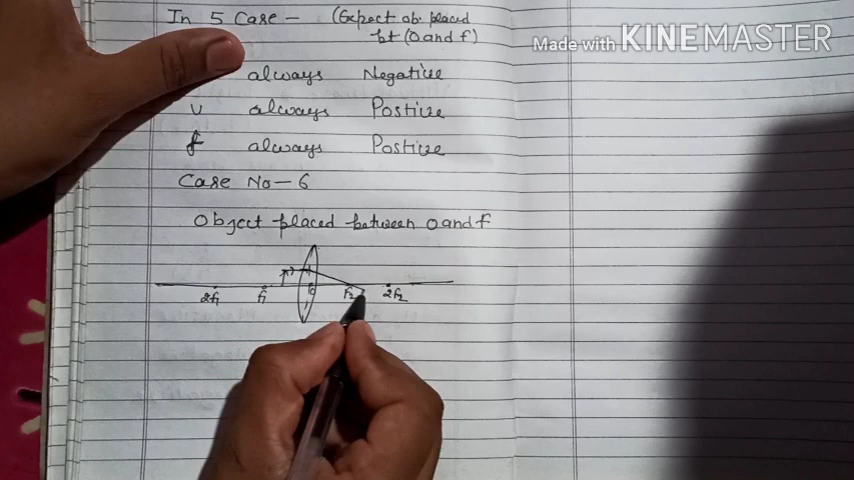 In 5 Case - (Expect ob. placed
bt (O and f)
Made with KINEMASTER
always Negative
v always Postive
f always Postive
Case No - 6
Object placed between O and f
2f1 f1 O f2 2f2